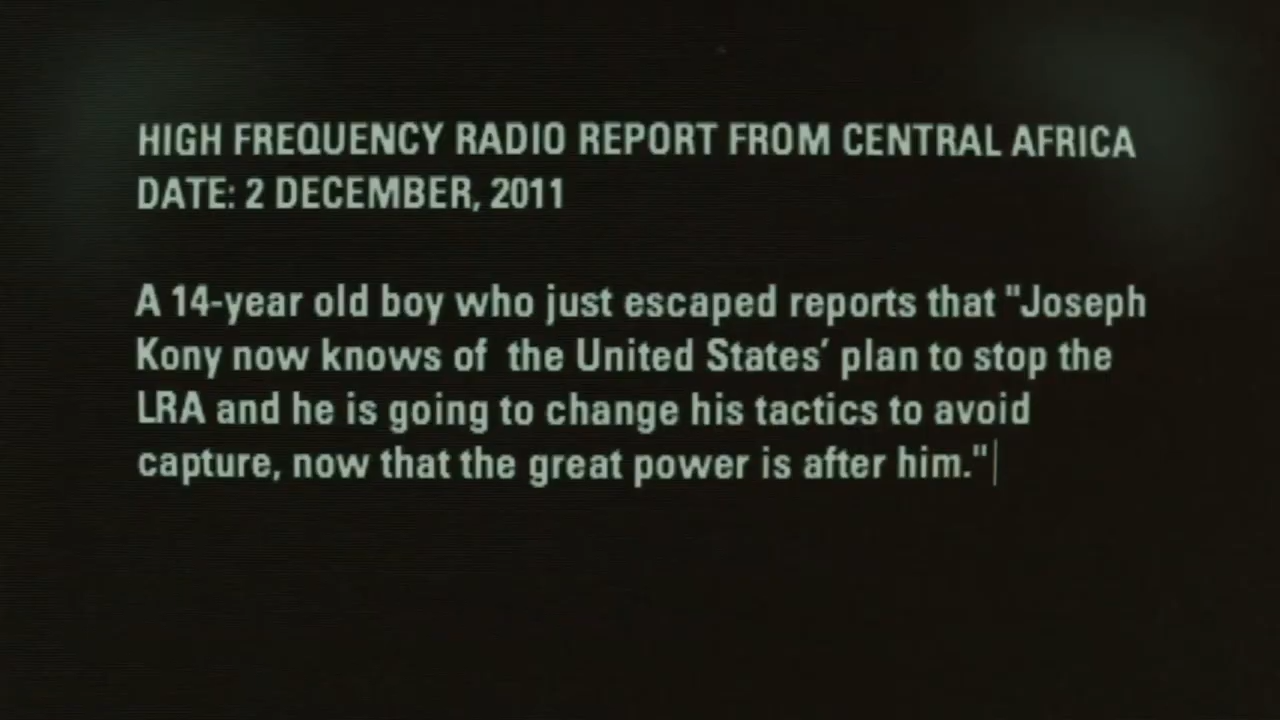 HIGH FREQUENCY RADIO REPORT FROM CENTRAL AFRICA
DATE: 2 DECEMBER, 2011
A 14-year old boy who just escaped reports that "Joseph
Kony now knows of the United States’ plan to stop the
LRA and he is going to change his tactics to avoid
capture, now that the great power is after him."